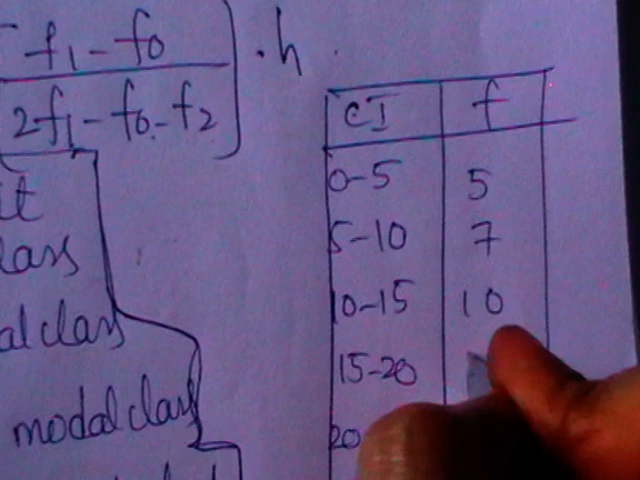 f1 - f0
2f1 - f0 - f2
. h
it
lass
al class
modal class
CI f
0-5 5
5-10 7
10-15 10
15-20
20